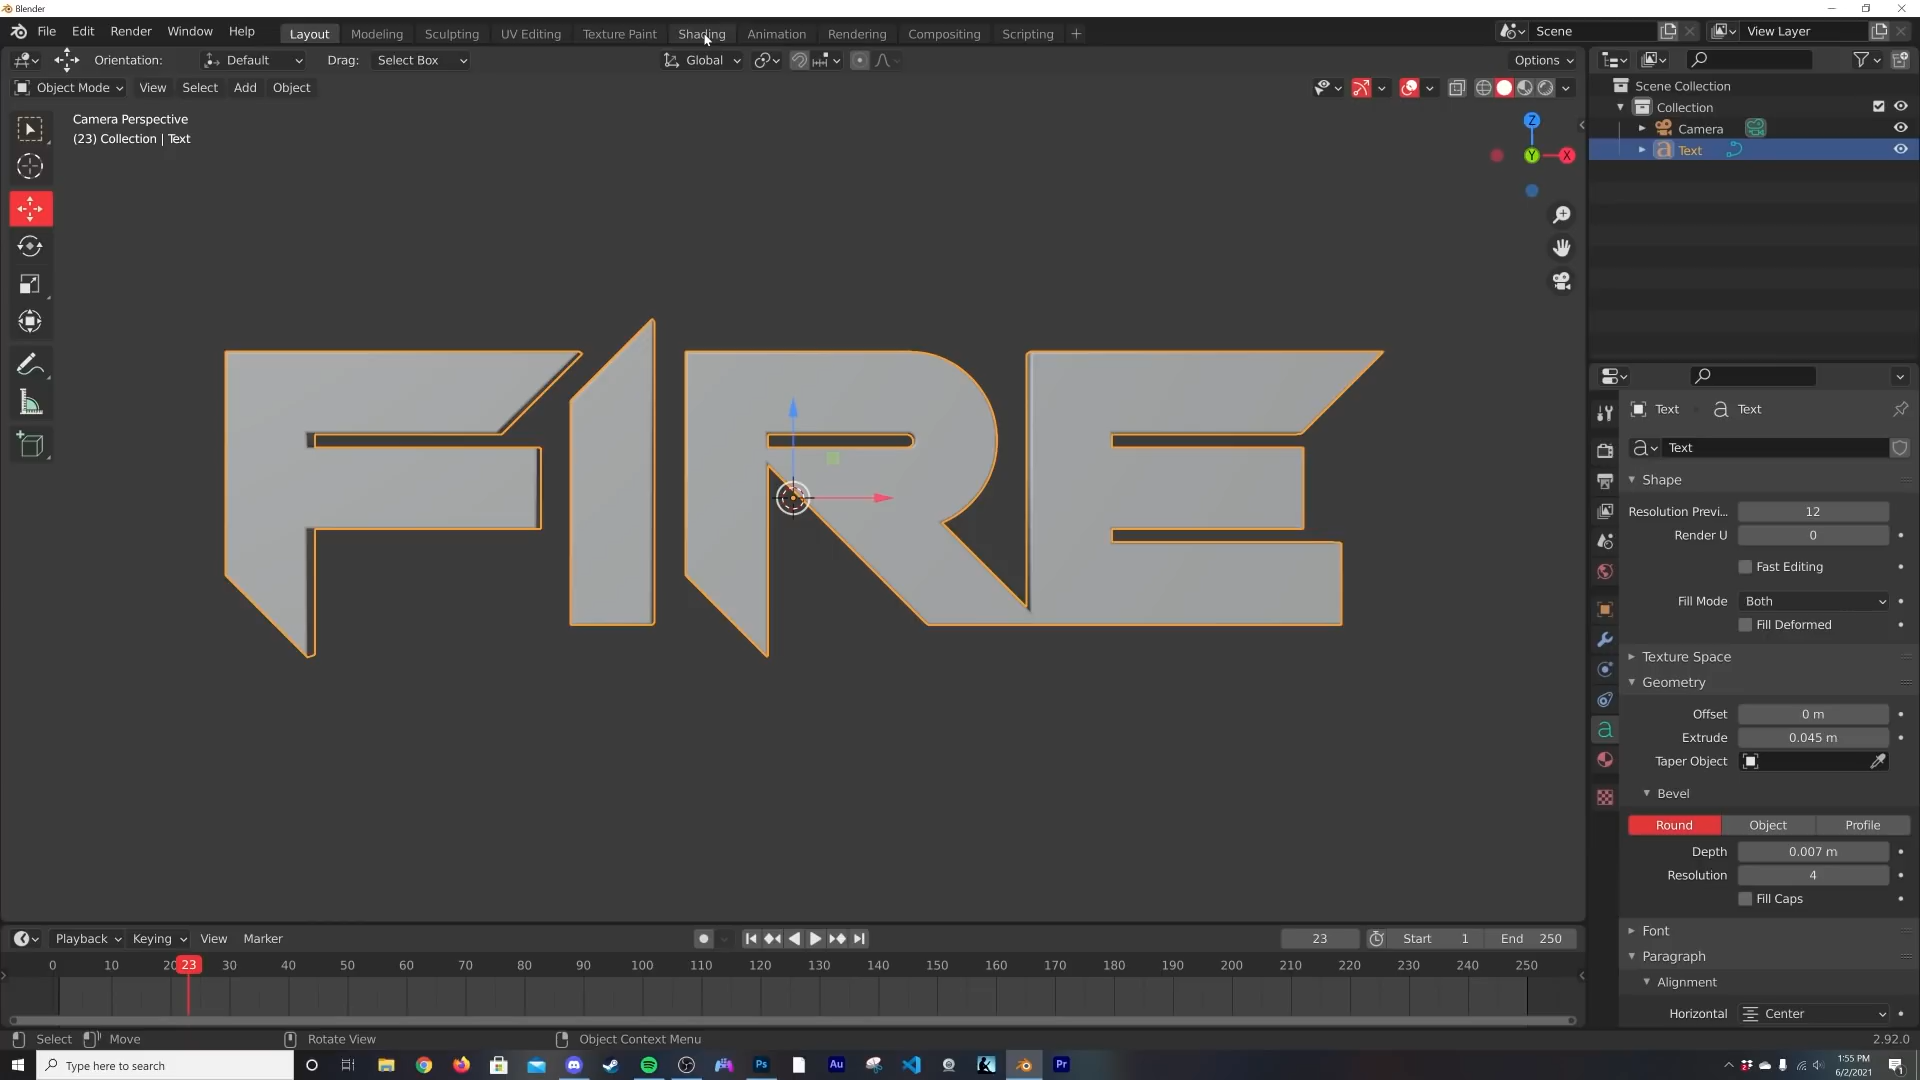 Blender
File Edit Render Window Help
Layout Modeling Sculpting UV Editing Texture Paint Shading Animation Rendering Compositing Scripting +
Scene
View Layer
Orientation: Default Drag: Select Box
Global
Options
Object Mode View Select Add Object
Camera Perspective
(23) Collection | Text
Z
Y X
FIRE
Scene Collection
Collection
Camera
Text
Text Text
Text
Shape
Resolution Previ... 12
Render U 0
Fast Editing
Fill Mode Both
Fill Deformed
Texture Space
Geometry
Offset 0 m
Extrude 0.045 m
Taper Object
Bevel
Round Object Profile
Depth 0.007 m
Resolution 4
Fill Caps
Font
Paragraph
Alignment
Horizontal Center
Playback Keying View Marker
23 Start 1 End 250
0 10 20 23 30 40 50 60 70 80 90 100 110 120 130 140 150 160 170 180 190 200 210 220 230 240 250
Select Move Rotate View Object Context Menu
2.92.0
Type here to search
Ps Au Pr
1:55 PM
6/2/2021
1